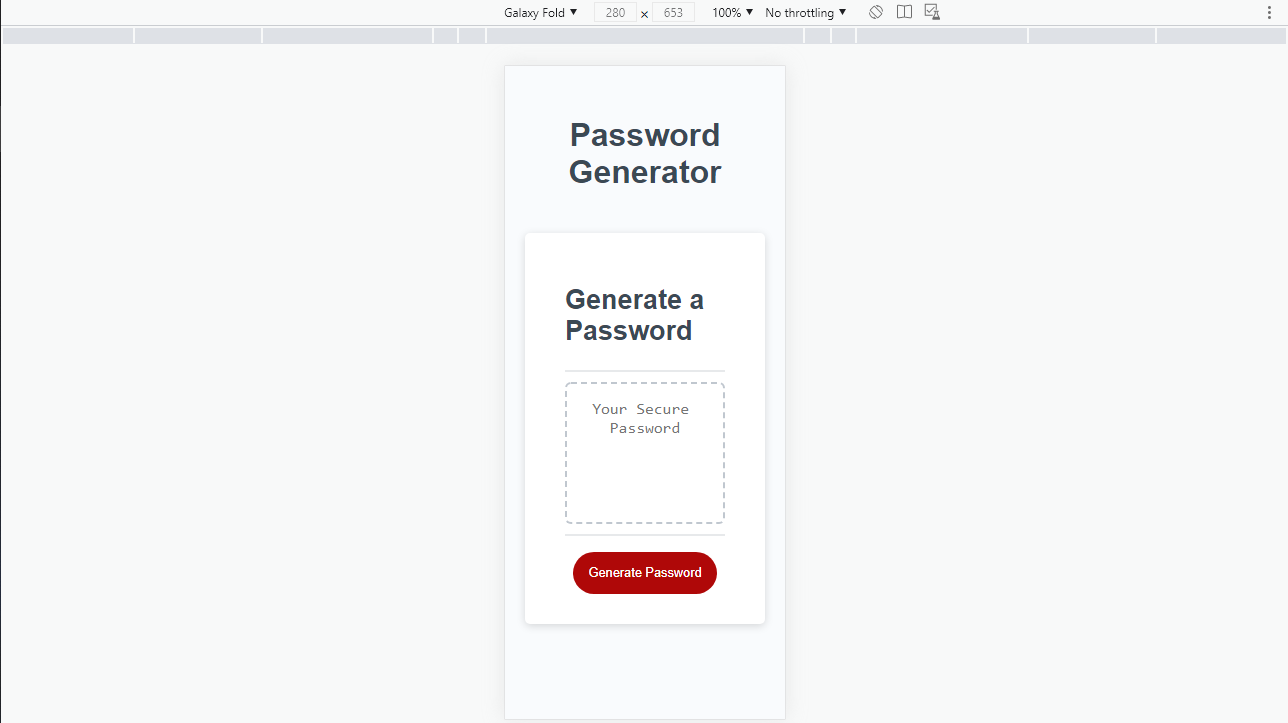 Galaxy Fold ▼ 280 × 653 100% ▼ No throttling ▼
Password
Generator
Generate a
Password
Your Secure
Password
Generate Password